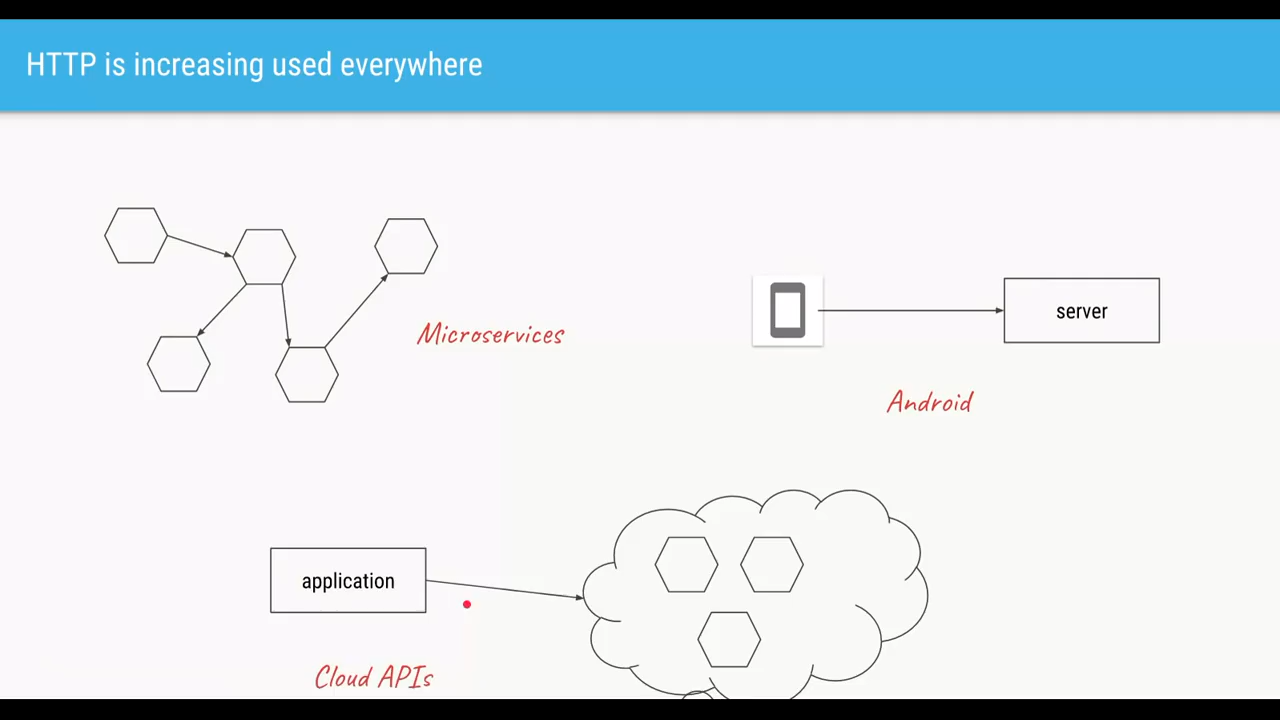 HTTP is increasing used everywhere
Microservices
server
Android
application
Cloud APIs